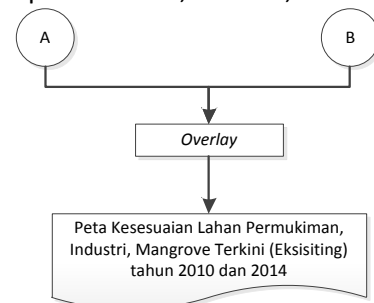 A
B
Overlay
Peta Kesesuaian Lahan Permukiman,
Industri, Mangrove Terkini (Eksisiting)
tahun 2010 dan 2014